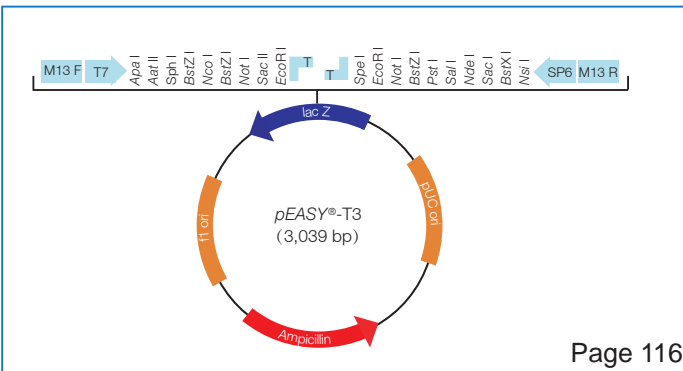 M13 F T7 Apa I Aat II Sph I BstZ I Nco I BstZ I Not I Sac II EcoR I T T Spe I EcoR I Not I BstZ I Pst I Sal I Nde I Sac I BstX I Nsi I SP6 M13 R
lac Z
pUC ori
f1 ori
pEASY®-T3
(3,039 bp)
Ampicillin
Page 116